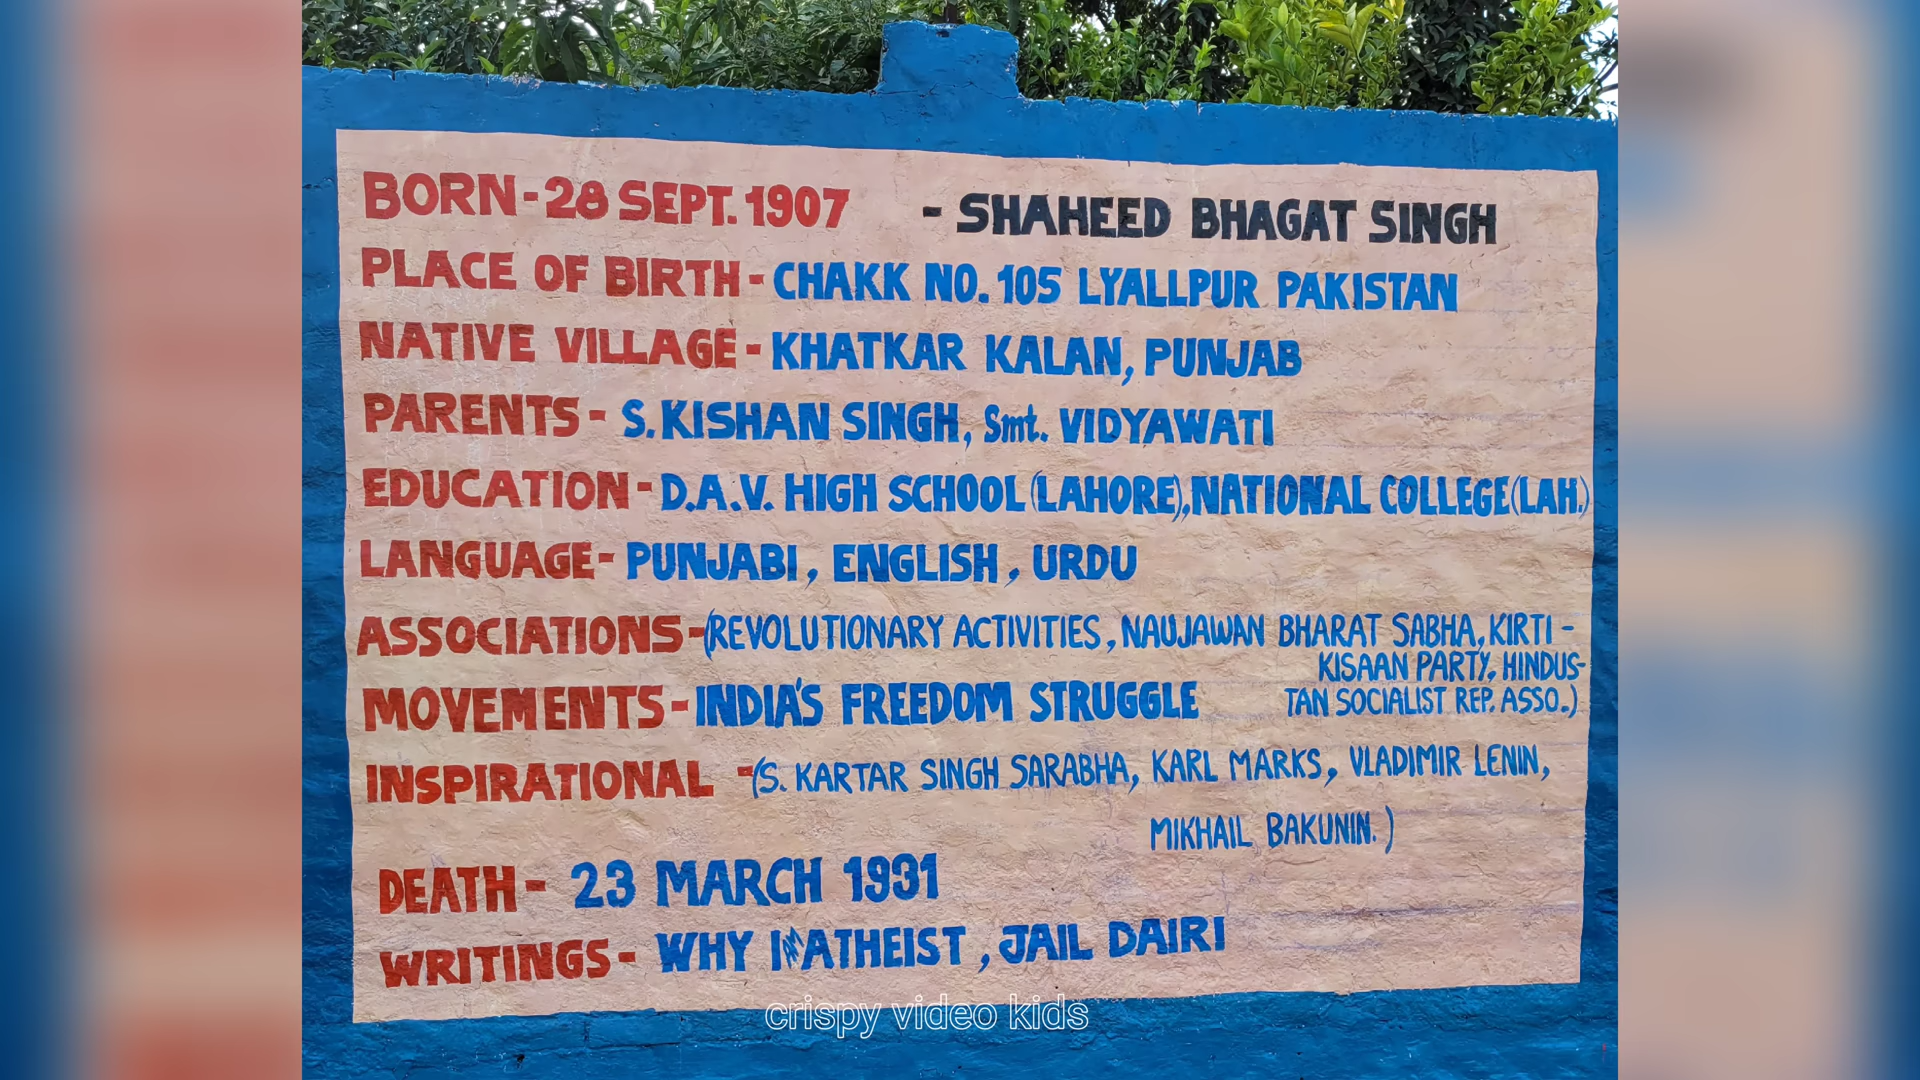 BORN-28 SEPT. 1907 - SHAHEED BHAGAT SINGH
PLACE OF BIRTH- CHAKK NO. 105 LYALLPUR PAKISTAN
NATIVE VILLAGE- KHATKAR KALAN, PUNJAB
PARENTS- S. KISHAN SINGH, Smt. VIDYAWATI
EDUCATION- D.A.V. HIGH SCHOOL (LAHORE), NATIONAL COLLEGE (LAH.)
LANGUAGE- PUNJABI, ENGLISH, URDU
ASSOCIATIONS-(REVOLUTIONARY ACTIVITIES, NAUJAWAN BHARAT SABHA, KIRTI-
KISAAN PARTY, HINDUS-
TAN SOCIALIST REP. ASSO.)
MOVEMENTS- INDIA'S FREEDOM STRUGGLE
INSPIRATIONAL -(S. KARTAR SINGH SARABHA, KARL MARKS, VLADIMIR LENIN,
MIKHAIL BAKUNIN.)
DEATH- 23 MARCH 1931
WRITINGS- WHY I AM ATHEIST, JAIL DAIRI
crispy video kids